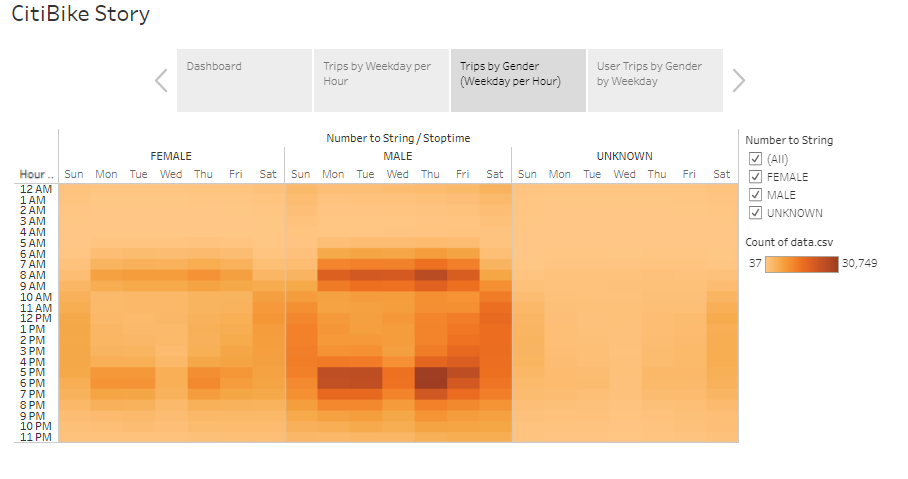 CitiBike Story
Dashboard
Trips by Weekday per
Hour
Trips by Gender
(Weekday per Hour)
User Trips by Gender
by Weekday
Number to String / Stoptime
FEMALE MALE UNKNOWN
Hour .. Sun Mon Tue Wed Thu Fri Sat Sun Mon Tue Wed Thu Fri Sat Sun Mon Tue Wed Thu Fri Sat
12 AM
1 AM
2 AM
3 AM
4 AM
5 AM
6 AM
7 AM
8 AM
9 AM
10 AM
11 AM
12 PM
1 PM
2 PM
3 PM
4 PM
5 PM
6 PM
7 PM
8 PM
9 PM
10 PM
11 PM
Number to String
(All)
FEMALE
MALE
UNKNOWN
Count of data.csv
37 30,749